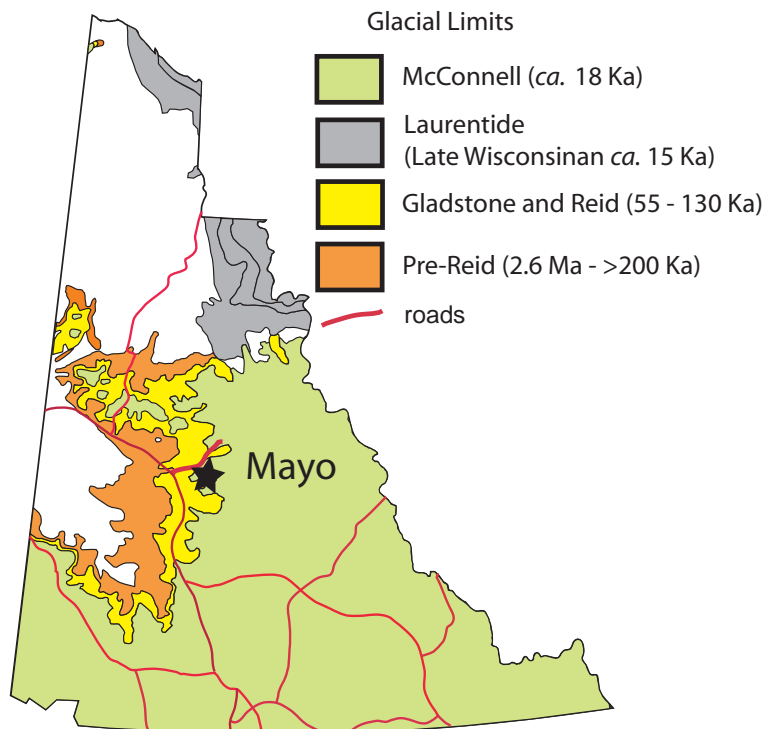 Glacial Limits
McConnell (ca. 18 Ka)
Laurentide
(Late Wisconsinan ca. 15 Ka)
Gladstone and Reid (55 - 130 Ka)
Pre-Reid (2.6 Ma - >200 Ka)
roads
Mayo